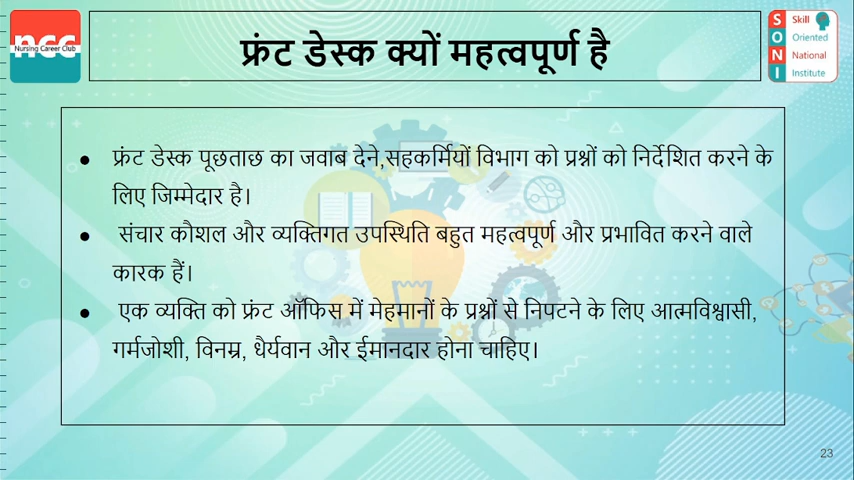 ncc
Nursing Career Club
फ्रंट डेस्क क्यों महत्वपूर्ण है
S Skill
O Oriented
N National
I Institute
● फ्रंट डेस्क पूछताछ का जवाब देने,सहकर्मियों विभाग को प्रश्नों को निर्देशित करने के
लिए जिम्मेदार है।
● संचार कौशल और व्यक्तिगत उपस्थिति बहुत महत्वपूर्ण और प्रभावित करने वाले
कारक हैं।
● एक व्यक्ति को फ्रंट ऑफिस में मेहमानों के प्रश्नों से निपटने के लिए आत्मविश्वासी,
गर्मजोशी, विनम्र, धैर्यवान और ईमानदार होना चाहिए।
23